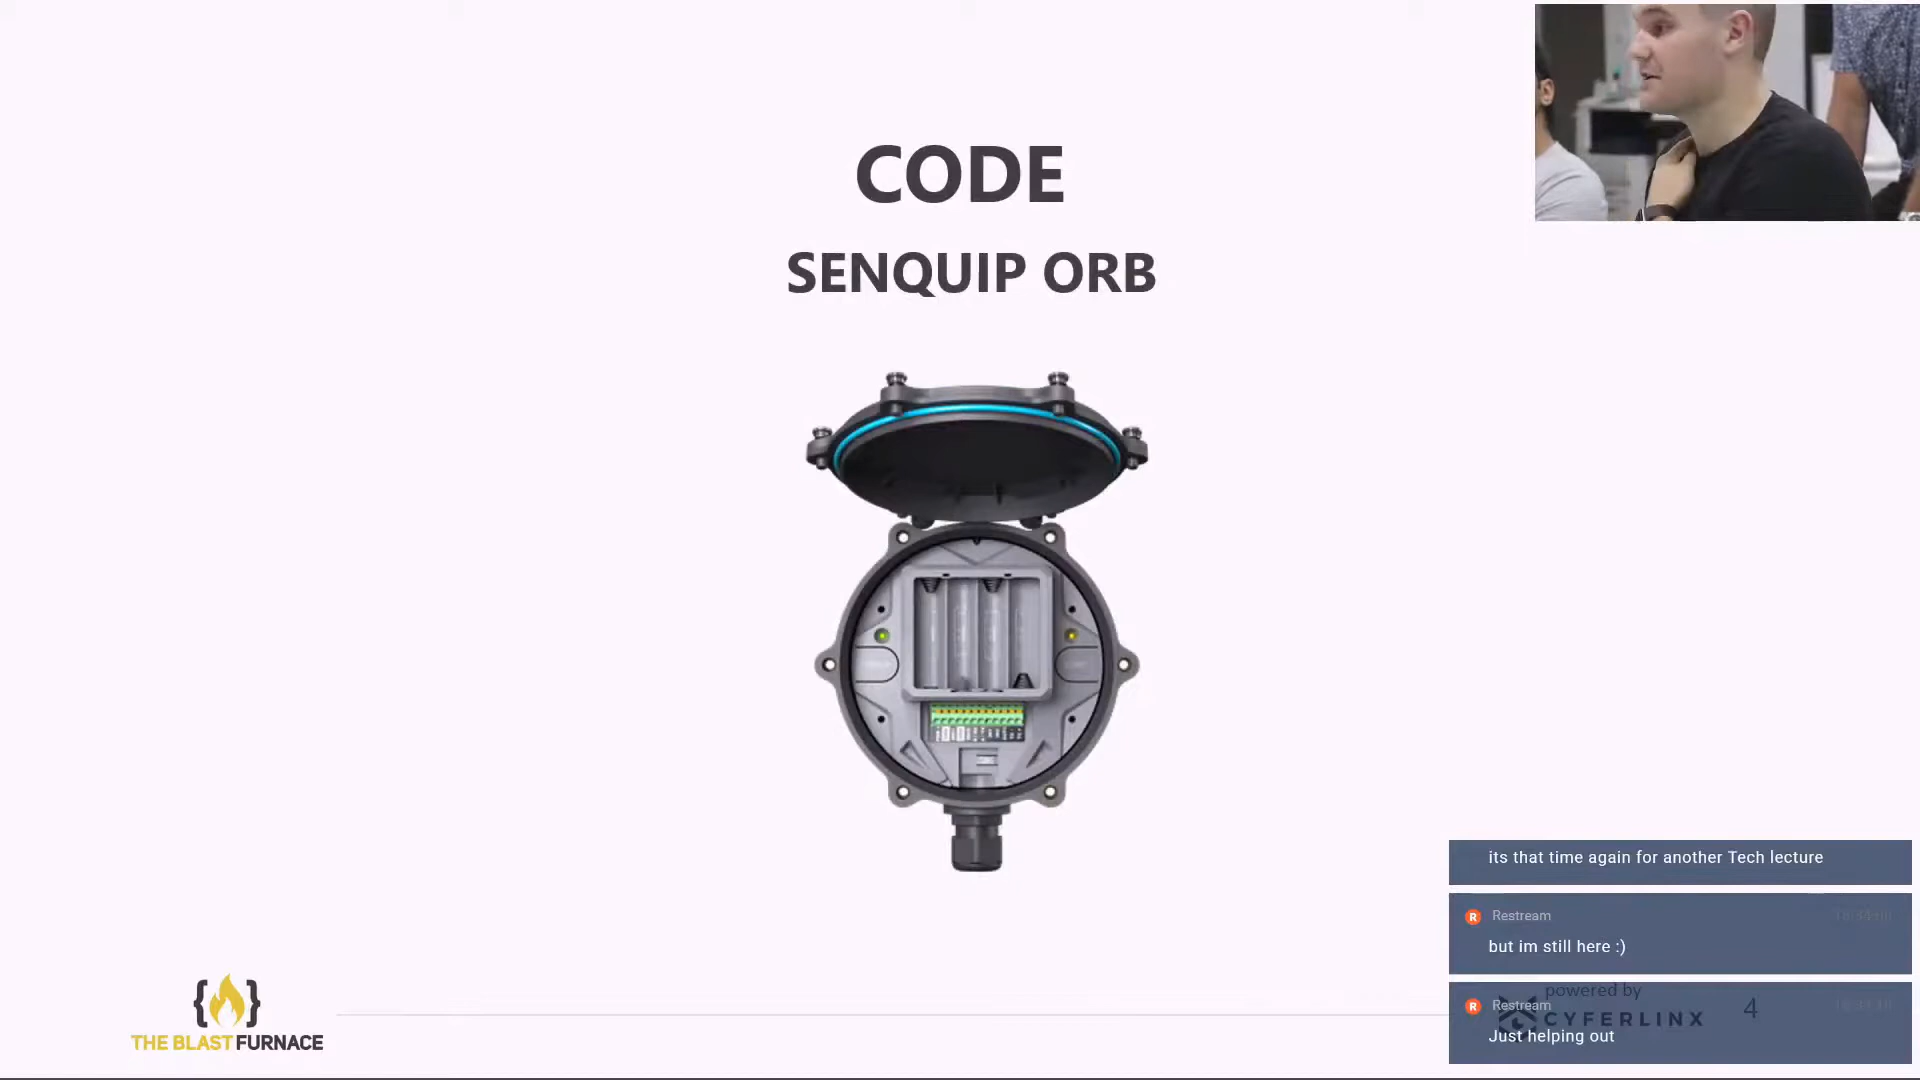 CODE
SENQUIP ORB
its that time again for another Tech lecture
R Restream
but im still here :)
powered by
R Restream
CYFERLINX
4
Just helping out
THE BLAST FURNACE